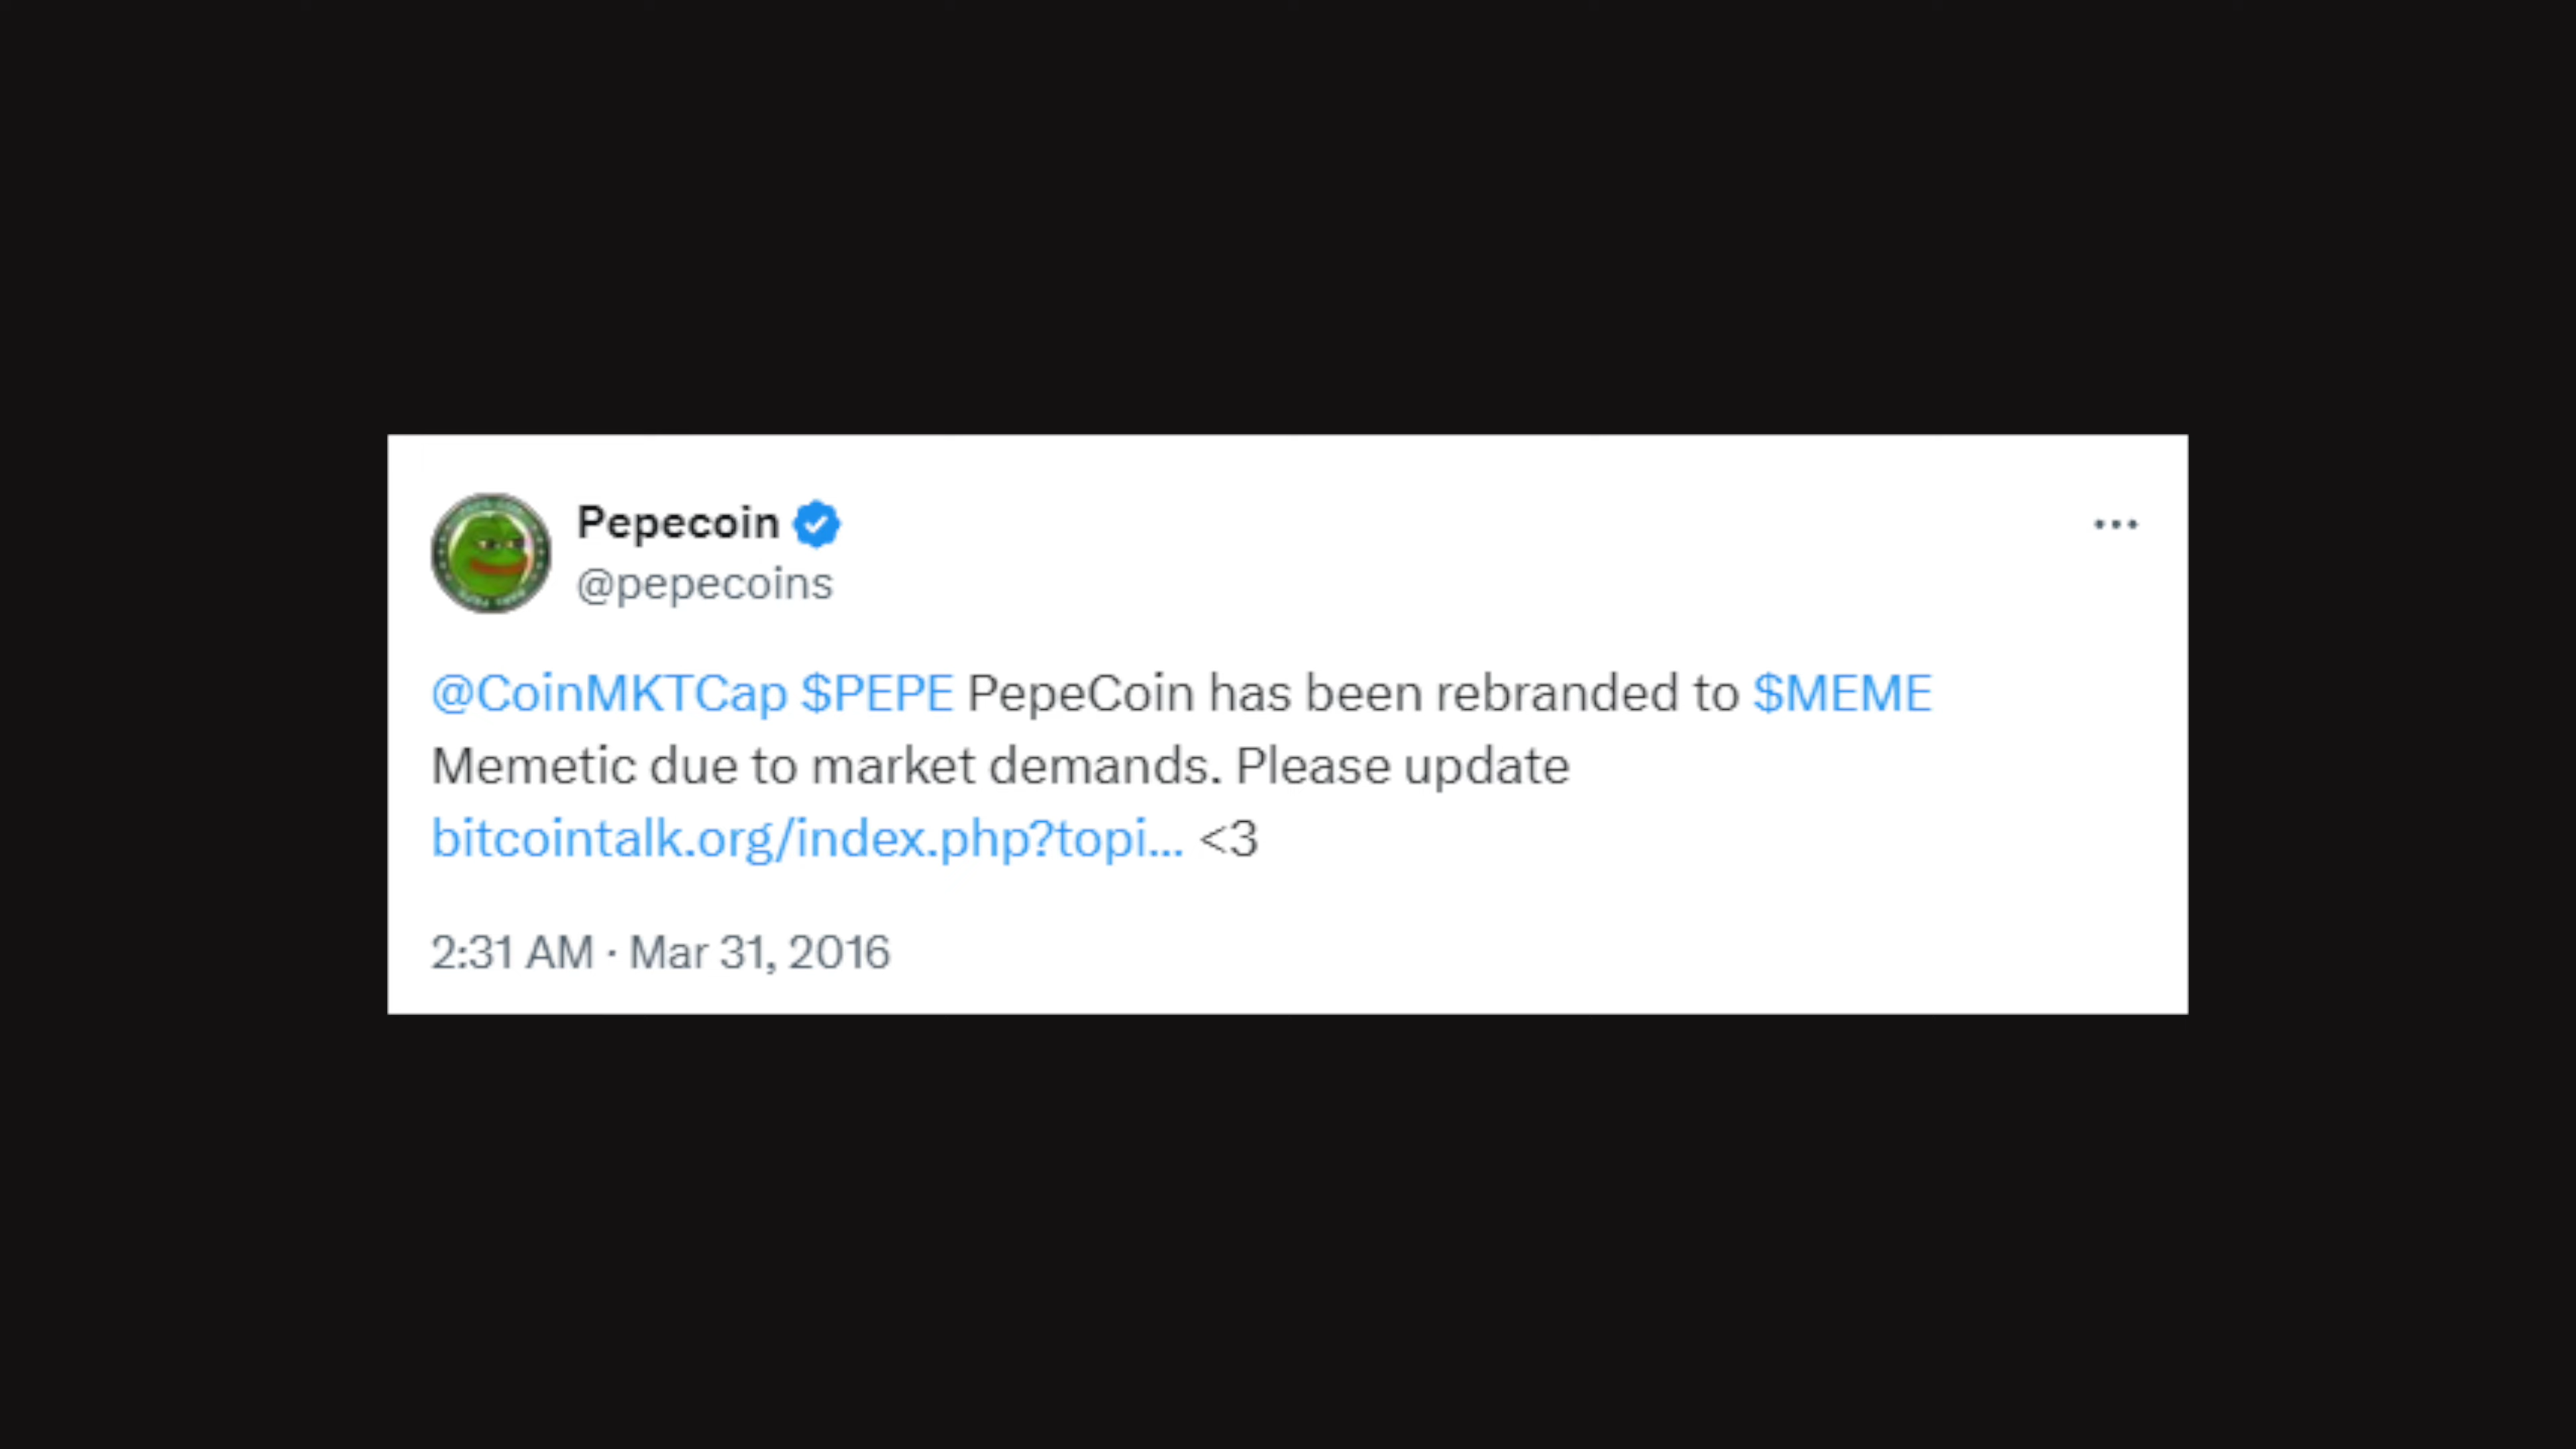 Pepecoin
@pepecoins
@CoinMKTCap $PEPE PepeCoin has been rebranded to $MEME
Memetic due to market demands. Please update
bitcointalk.org/index.php?topi... <3
2:31 AM · Mar 31, 2016